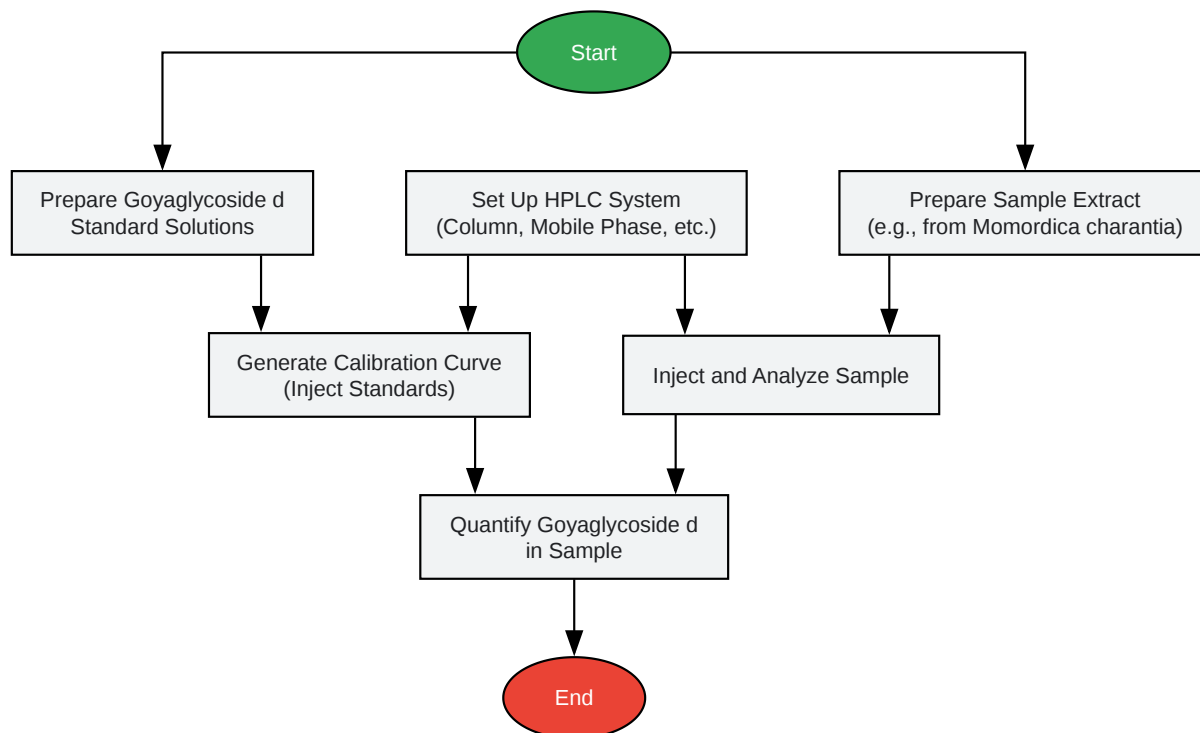 Start
Prepare Goyaglycoside d
Standard Solutions
Set Up HPLC System
(Column, Mobile Phase, etc.)
Prepare Sample Extract
(e.g., from Momordica charantia)
Generate Calibration Curve
(Inject Standards)
Inject and Analyze Sample
Quantify Goyaglycoside d
in Sample
End